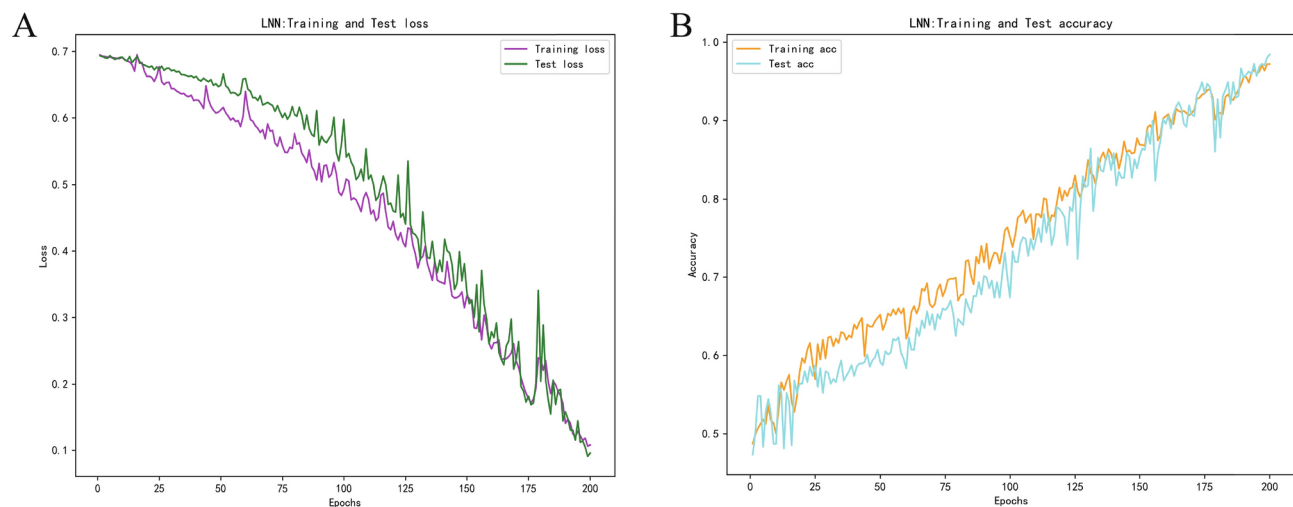 A
LNN:Training and Test loss
0.7
0.6
0.5
0.4
0.3
0.2
0.1
Loss
Training loss
Test loss
0
25
50
75
100
125
150
175
200
Epochs
B
LNN:Training and Test accuracy
1.0
0.9
0.8
0.7
0.6
0.5
Accuracy
Training acc
Test acc
0
25
50
75
100
125
150
175
200
Epochs